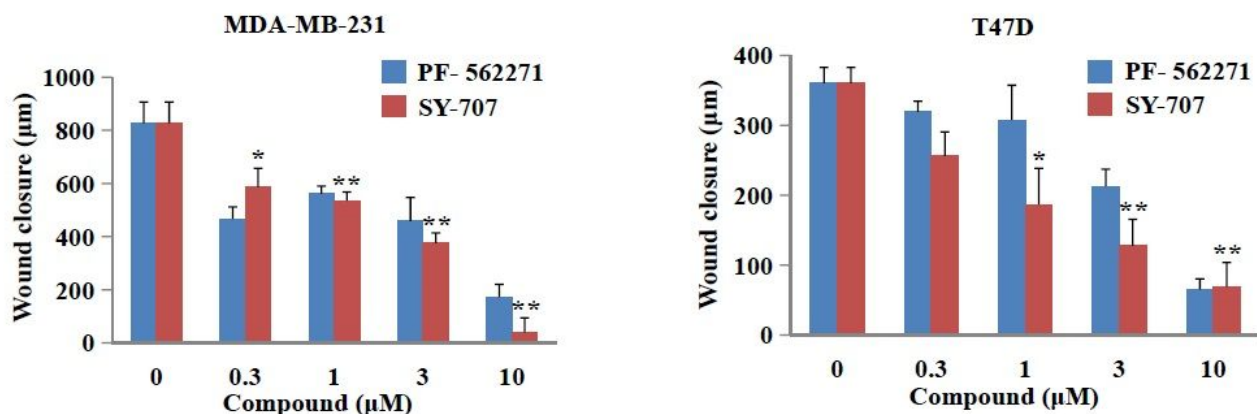 MDA-MB-231
1000
800
600
400
200
0
Wound closure (μm)
PF- 562271
SY-707
*
**
**
**
0 0.3 1 3 10
Compound (μM)
T47D
400
300
200
100
0
Wound closure (μm)
PF- 562271
SY-707
*
**
**
0 0.3 1 3 10
Compound (μM)